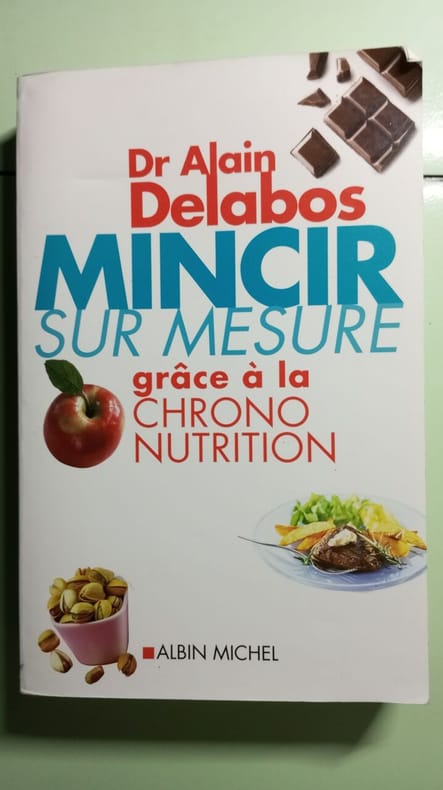 Dr Alain
Delabos
MINCIR
SUR MESURE
grâce à la
CHRONO
NUTRITION
ALBIN MICHEL